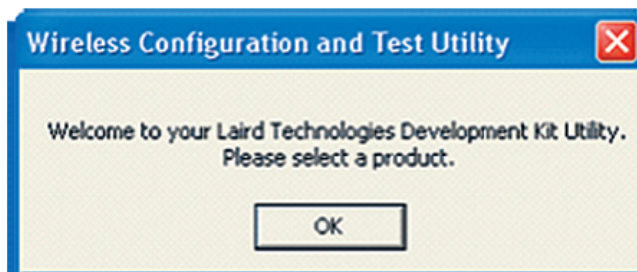 Wireless Configuration and Test Utility
Welcome to your Laird Technologies Development Kit Utility.
Please select a product.
OK